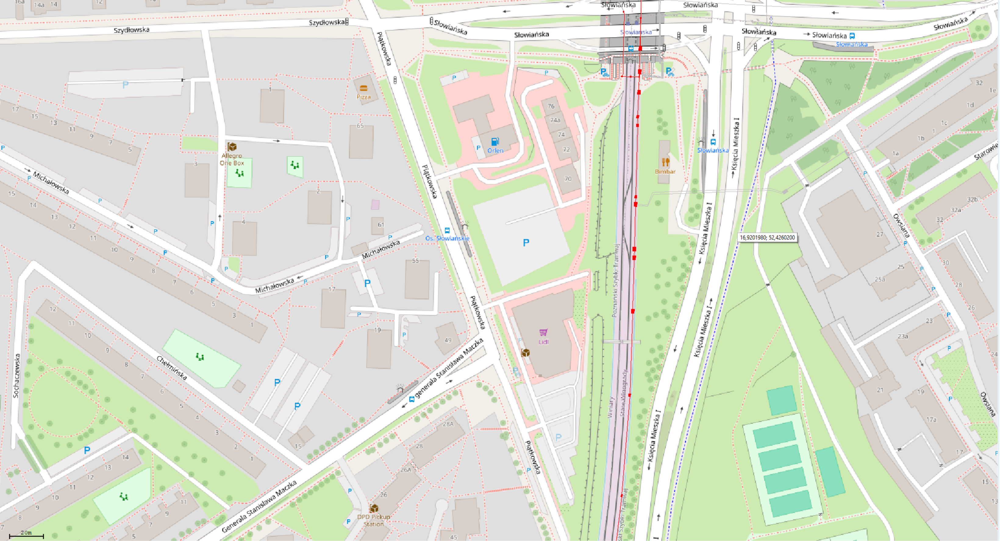 16a
14a
14
12
Słowiańska
Słowiańska
Szydłowska
Szydłowska
Słowiańska
Słowiańska
Słowiańska
Słowiańska
Słowiańska
Słowiańska
Słowiańska
Piątkowska
P
P
P
P
P
1
Pizza
65
17
15
13
11
9
7
5
76
74a
74
72
70
32
1e
1d
1c
1
1b
1a
Orlen
P
Bimbar
Słowiańska
Księcia Mieszka I
Allegro
One Box
3
P
Michałowska
P
P
P
15
14
13
12
11
10
9
8
7
6
5
3
1
2
4
P
P
P
P
P
P
61
P
Michałowska
Os. Słowiańskie
Piątkowska
P
P
32b
32a
32
Owsiana
P
27
16,9201980; 52,4260200
Księcia Mieszka I
Poznański Szybki Tramwaj
P
Michałowska
P
17
P
55
25
25a
30
P
28
P
26
12
11
10
9
8
7
6
5
4
3
2
1
P
19
P
49
Piątkowska
Lidl
P
Księcia Mieszka I
23
23a
P
P
24
Sochaczewska
Chełmińska
P
P
generała Stanisława Maczka
Winiary
Stare Winogrady
21
19
P
17a
17
Owsiana
P
15
28A
28
26A
26
P
P
DPD Pickup
Station
P
Piątkowska
P
Księcia Mieszka I
14
13
12
11
10
9
8
7
11
9
7
5
Generała Stanisława Maczka
45
15
13
20m